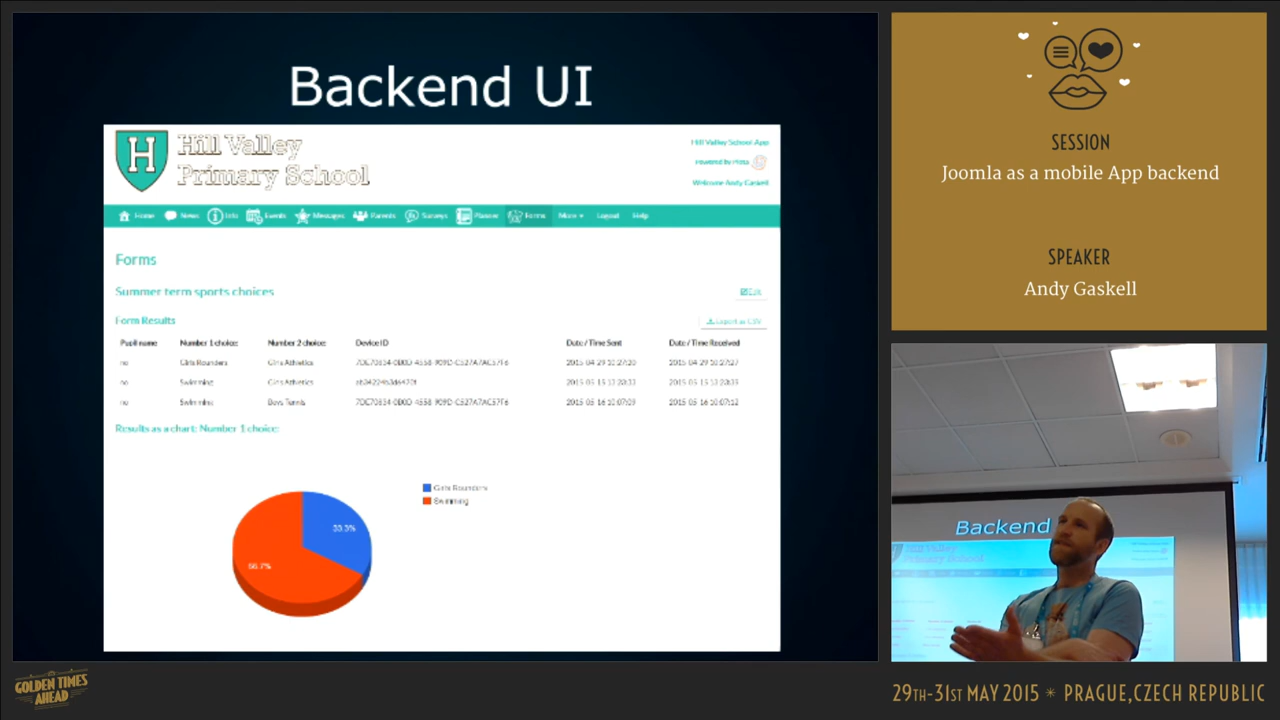 Backend UI
H
Hill Valley
Primary School
Hill Valley School App
Powered by
Welcome Andy Gaskell
Home News Info Events Messages Parents Surveys Planner Forms More Logout Help
Forms
Summer term sports choices
Edit
Form Results
Export as CSV
Pupil name Number 1 choice: Number 2 choice: Device ID Date / Time Sent Date / Time Received
no Girls Rounders Girls Athletics
no Swimming Girls Athletics
no Swimming Boys Tennis
Results as a chart: Number 1 choice:
Girls Rounders
Swimming
33.3%
66.7%
SESSION
Joomla as a mobile App backend
SPEAKER
Andy Gaskell
Backend
Hill Valley
Primary School
GOLDEN TIMES
AHEAD
29TH-31ST MAY 2015 * PRAGUE,CZECH REPUBLIC